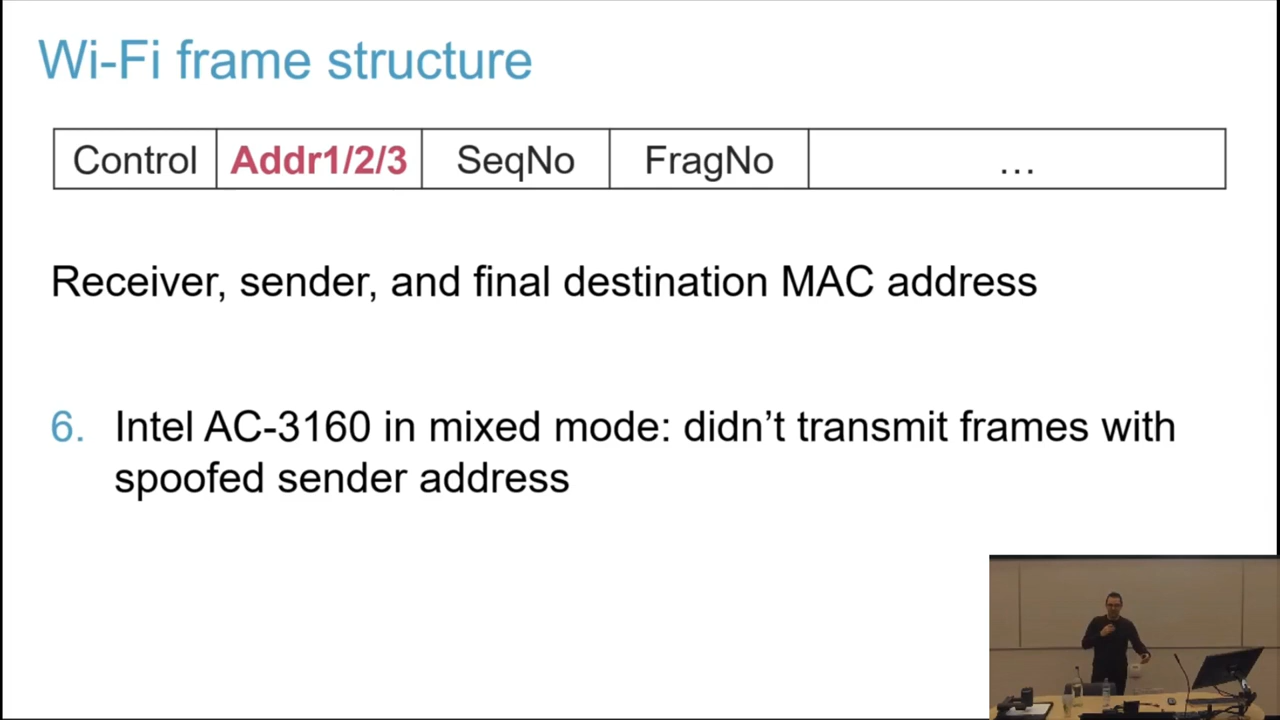 Wi-Fi frame structure
Control Addr1/2/3 SeqNo FragNo …
Receiver, sender, and final destination MAC address
6. Intel AC-3160 in mixed mode: didn’t transmit frames with
spoofed sender address